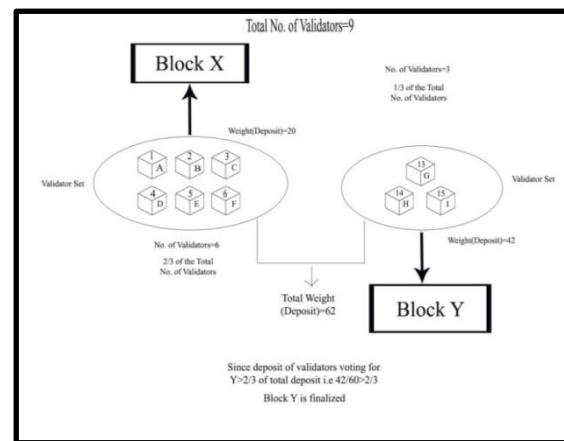 Total No. of Validators=9
Block X
No. of Validators=3
1/3 of the Total
No. of Validators
Weight(Deposit)=20
1 A
2 B
3 C
Validator Set
4 D
5 E
6 F
13 G
14 H
15 I
Validator Set
No. of Validators=6
2/3 of the Total
No. of Validators
Weight(Deposit)=42
Total Weight
(Deposit)=62
Block Y
Since deposit of validators voting for
Y>2/3 of total deposit i.e 42/60>2/3
Block Y is finalized